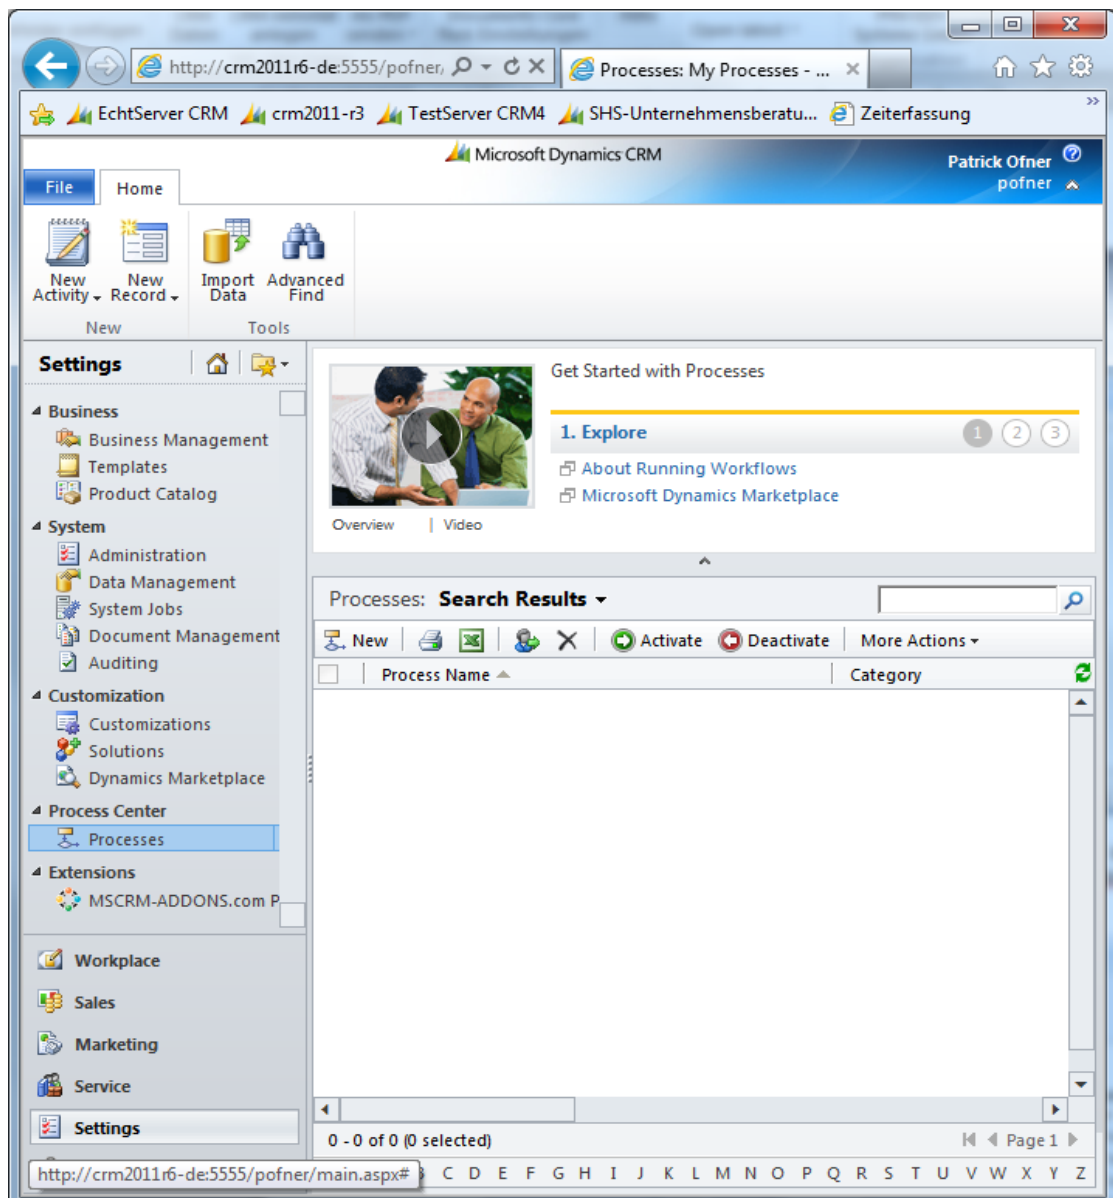 http://crm2011r6-de:5555/pofner,
Processes: My Processes - ...
EchtServer CRM crm2011-r3 TestServer CRM4 SHS-Unternehmensberatu... Zeiterfassung
Microsoft Dynamics CRM
Patrick Ofner
pofner
File Home
New Activity
New Record
Import Data
Advanced Find
New Tools
Settings
Business
Business Management
Templates
Product Catalog
System
Administration
Data Management
System Jobs
Document Management
Auditing
Customization
Customizations
Solutions
Dynamics Marketplace
Process Center
Processes
Extensions
MSCRM-ADDONS.com P
Workplace
Sales
Marketing
Service
Settings
http://crm2011r6-de:5555/pofner/main.aspx#
Get Started with Processes
1. Explore
1 2 3
About Running Workflows
Microsoft Dynamics Marketplace
Overview | Video
Processes: Search Results
New Activate Deactivate More Actions
Process Name Category
0 - 0 of 0 (0 selected)
Page 1
C D E F G H I J K L M N O P Q R S T U V W X Y Z